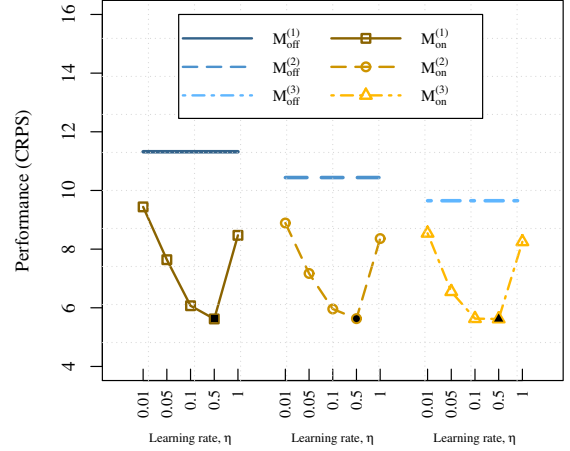 M_off^(1) M_on^(1)
M_off^(2) M_on^(2)
M_off^(3) M_on^(3)
Performance (CRPS)
16
14
12
10
8
6
4
0.01 0.05 0.1 0.5 1 0.01 0.05 0.1 0.5 1 0.01 0.05 0.1 0.5 1
Learning rate, η Learning rate, η Learning rate, η